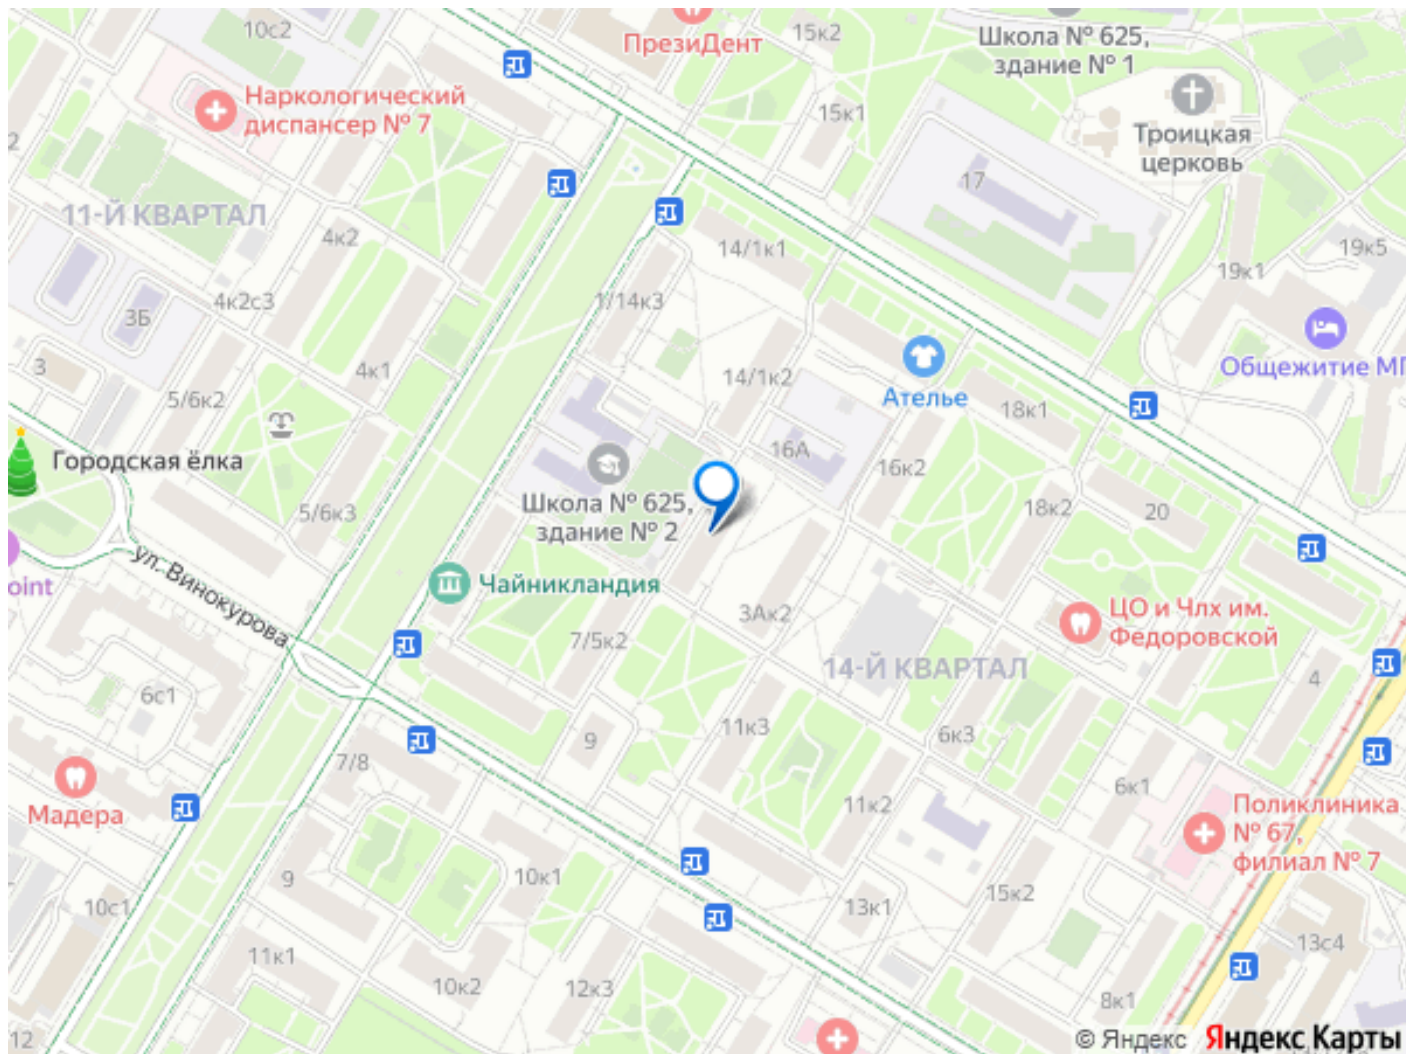 10с2
ПрезиДент
15к2
Школа № 625,
здание № 1
Наркологический
диспансер № 7
15к1
Троицкая
церковь
2
17
11-Й КВАРТАЛ
4к2
14/1к1
19к5
19к1
4к2с3
1/14к3
3Б
3
4к1
14/1к2
Общежитие МГ
5/6к2
Ателье
18к1
Городская ёлка
16А
16к2
Школа № 625,
здание № 2
5/6к3
18к2
20
ул. Винокурова
oint
Чайникландия
3Ак2
ЦО и Члх им.
Федоровской
7/5к2
14-Й КВАРТАЛ
4
6с1
11к3
9
6к3
7/8
6к1
Мадера
11к2
Поликлиника
№ 67,
филиал № 7
9
10к1
15к2
10с1
13к1
13с4
11к1
10к2
12к3
8к1
12
© Яндекс Яндекс Карты